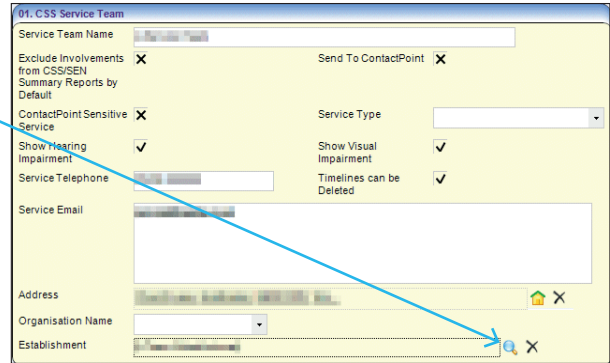 01. CSS Service Team
Service Team Name
Exclude Involvements
from CSS/SEN
Summary Reports by
Default
Send To ContactPoint
ContactPoint Sensitive
Service
Service Type
Show Hearing
Impairment
Show Visual
Impairment
Service Telephone
Timelines can be
Deleted
Service Email
Address
Organisation Name
Establishment